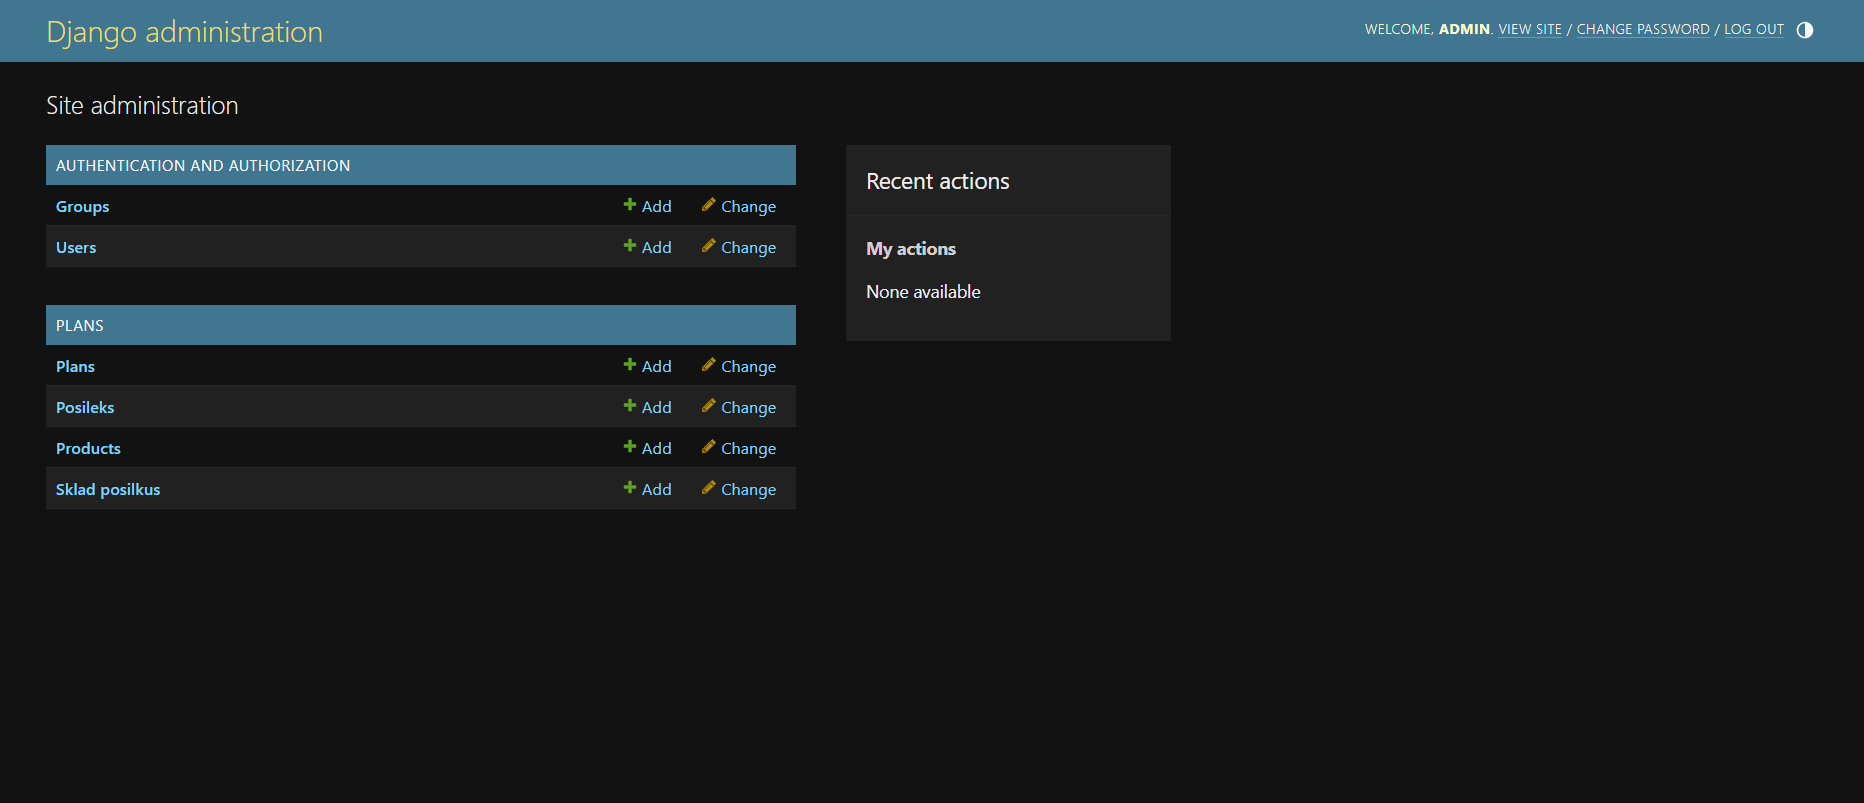 Django administration
WELCOME, ADMIN. VIEW SITE / CHANGE PASSWORD / LOG OUT
Site administration
AUTHENTICATION AND AUTHORIZATION
Groups Add Change
Users Add Change
PLANS
Plans Add Change
Posileks Add Change
Products Add Change
Sklad posilkus Add Change
Recent actions
My actions
None available